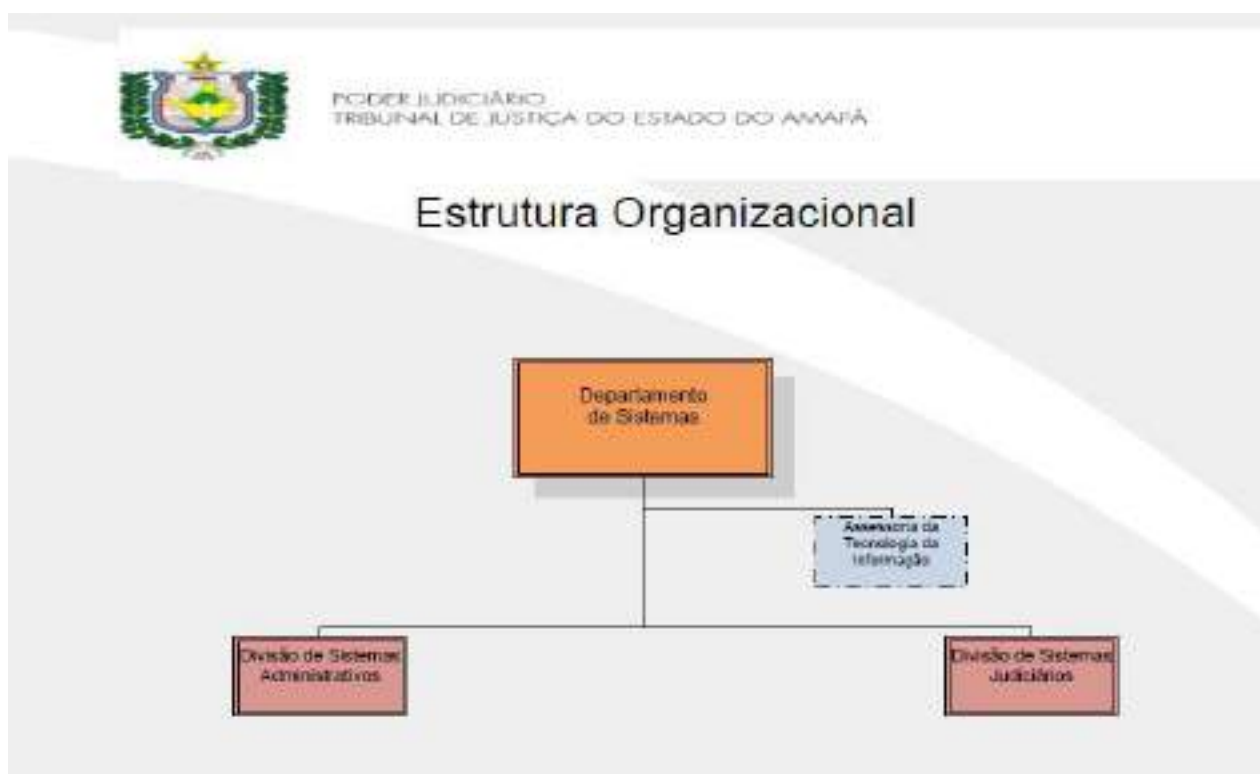 PODER JUDICIÁRIO
TRIBUNAL DE JUSTIÇA DO ESTADO DO AMAPÁ
Estrutura Organizacional
Departamento
de Sistemas
Assessoria da
Tecnologia da
Informação
Divisão de Sistemas
Administrativos
Divisão de Sistemas
Judiciários